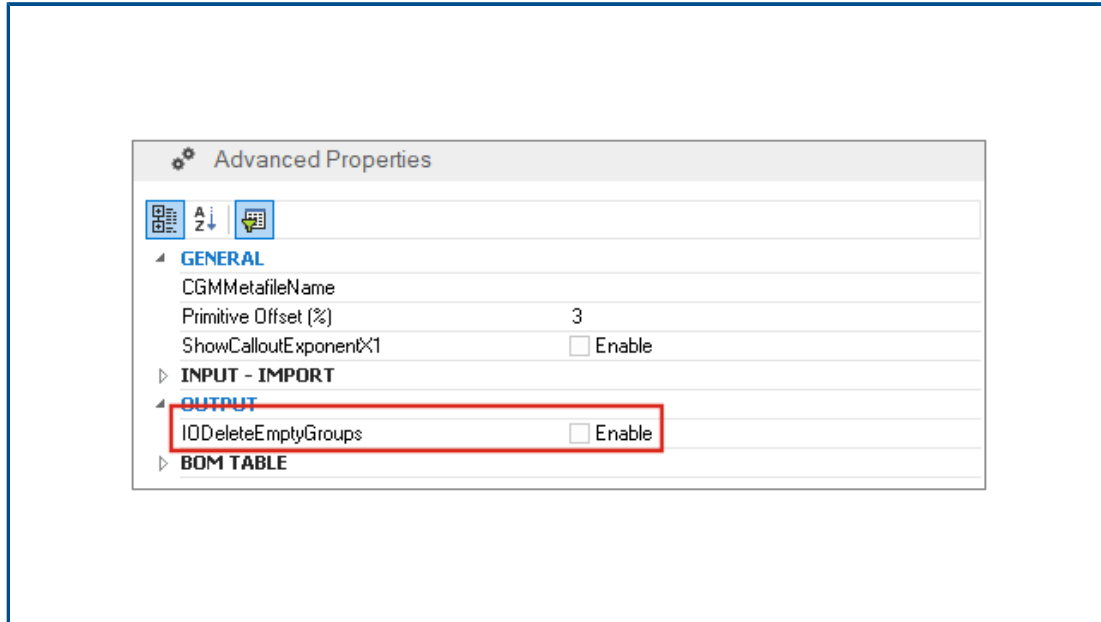 Advanced Properties
GENERAL
CGMMetafileName
Primitive Offset (%) 3
ShowCalloutExponentX1 Enable
INPUT - IMPORT
OUTPUT
IODeleteEmptyGroups Enable
BOM TABLE